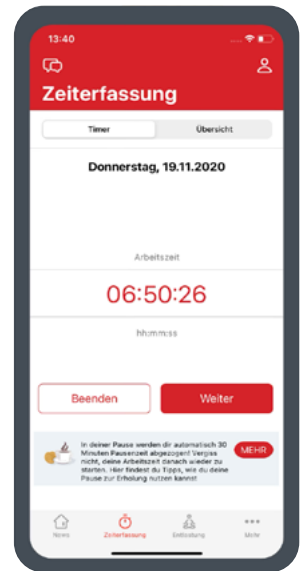 13:40
Zeiterfassung
Timer Übersicht
Donnerstag, 19.11.2020
Arbeitszeit
06:50:26
hh:mm:ss
Beenden Weiter
In deiner Pause werden dir automatisch 30
Minuten Pausenzeit abgezogen! Vergiss
nicht, deine Arbeitszeit danach wieder zu
starten. Hier findest du Tipps, wie du deine
Pause zur Erholung nutzen kannst
MEHR
News Zeiterfassung Entlastung Mehr